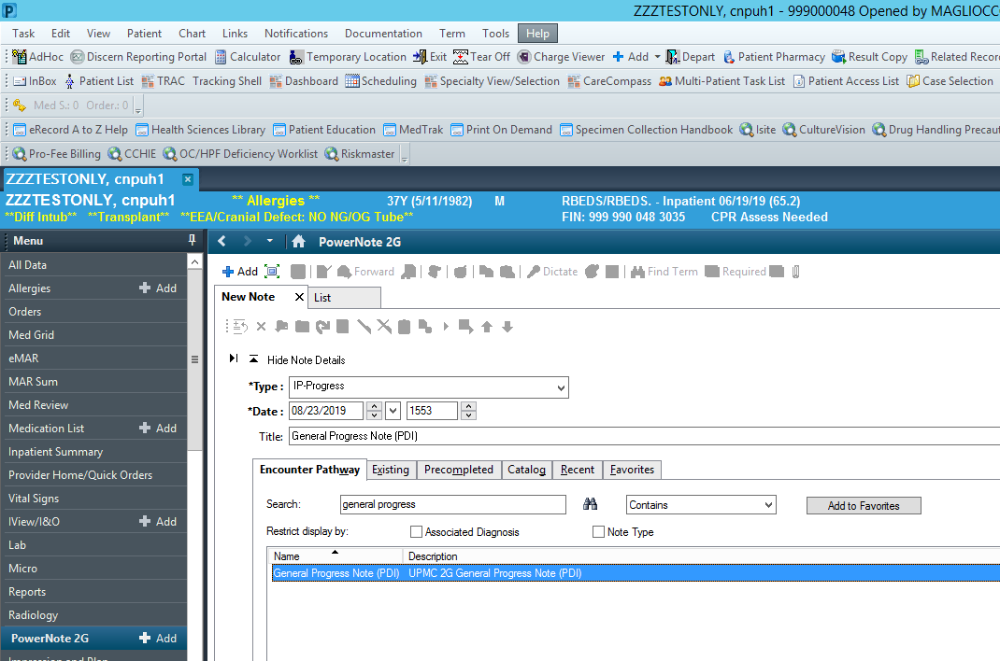 P ZZZTESTONLY, cnpuh1 - 999000048 Opened by MAGLIOCC
Task Edit View Patient Chart Links Notifications Documentation Term Tools Help
AdHoc Discern Reporting Portal Calculator Temporary Location Exit Tear Off Charge Viewer Add Depart Patient Pharmacy Result Copy Related Recor
InBox Patient List TRAC Tracking Shell Dashboard Scheduling Specialty View/Selection CareCompass Multi-Patient Task List Patient Access List Case Selection
Med S.: 0 Order.: 0
eRecord A to Z Help Health Sciences Library Patient Education MedTrak Print On Demand Specimen Collection Handbook Isite CultureVision Drug Handling Precaut
Pro-Fee Billing CCHIE OC/HPF Deficiency Worklist Riskmaster
ZZZTESTONLY, cnpuh1
ZZZTESTONLY, cnpuh1 ** Allergies ** 37Y (5/11/1982) M RBEDS/RBEDS. - Inpatient 06/19/19 (65.2)
**Diff Intub** **Transplant** **EEA/Cranial Defect: NO NG/OG Tube** FIN: 999 990 048 3035 CPR Assess Needed
Menu
All Data
Allergies Add
Orders
Med Grid
eMAR
MAR Sum
Med Review
Medication List Add
Inpatient Summary
Provider Home/Quick Orders
Vital Signs
IView/I&O Add
Lab
Micro
Reports
Radiology
PowerNote 2G Add
Impression and Plan
PowerNote 2G
Add Forward Dictate Find Term Required
New Note List
Hide Note Details
*Type : IP-Progress
*Date : 08/23/2019 1553
Title: General Progress Note (PDI)
Encounter Pathway Existing Precompleted Catalog Recent Favorites
Search: general progress Contains Add to Favorites
Restrict display by: Associated Diagnosis Note Type
Name Description
General Progress Note (PDI) UPMC 2G General Progress Note (PDI)